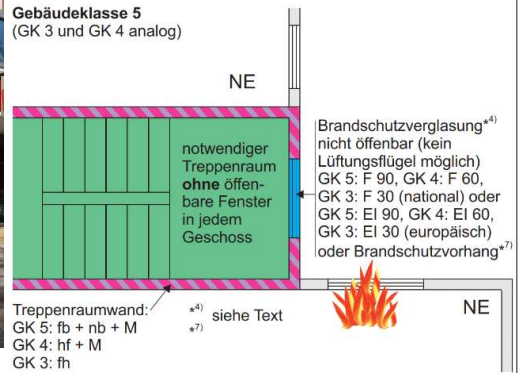 Gebäudeklasse 5
(GK 3 und GK 4 analog)
NE
notwendiger
Treppenraum
ohne öffen-
bare Fenster
in jedem
Geschoss
Brandschutzverglasung*4)
nicht öffenbar (kein
Lüftungsflügel möglich)
GK 5: F 90, GK 4: F 60,
GK 3: F 30 (national) oder
GK 5: EI 90, GK 4: EI 60,
GK 3: EI 30 (europäisch)
oder Brandschutzvorhang*7)
Treppenraumwand:
GK 5: fb + nb + M
GK 4: hf + M
GK 3: fh
*4) siehe Text
*7)
NE